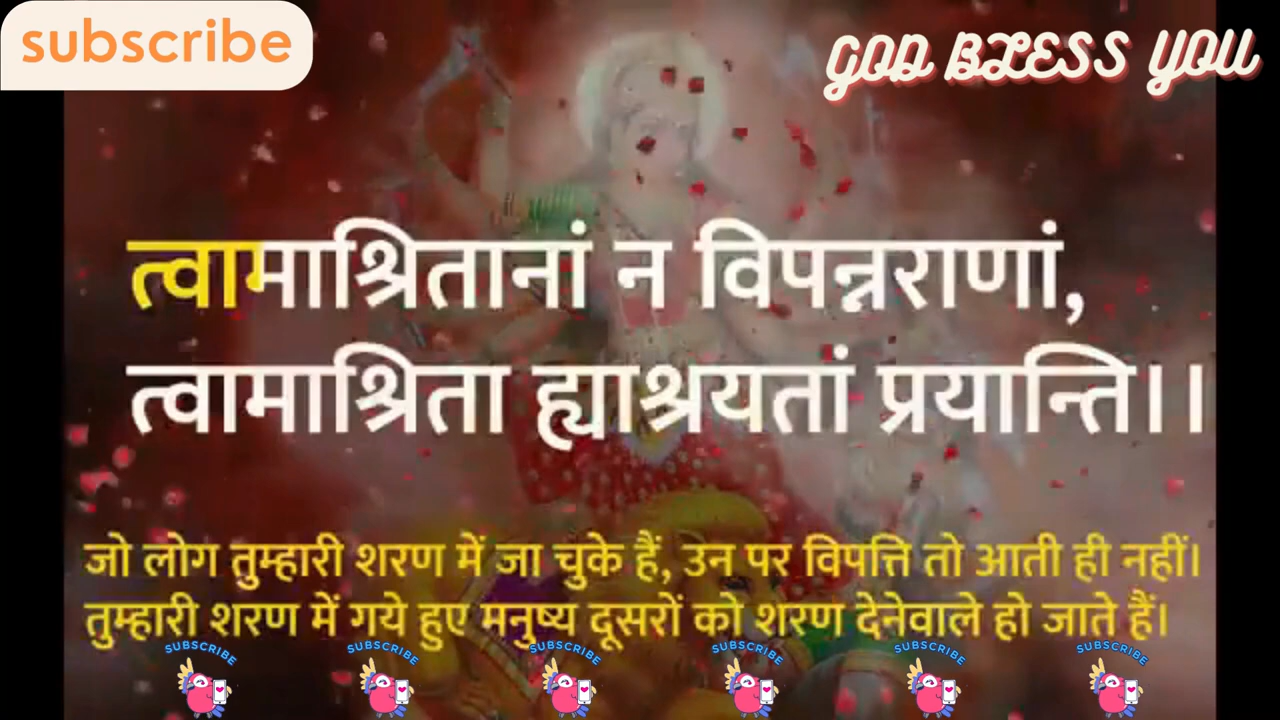 subscribe
GOD BLESS YOU
त्वामाश्रितानां न विपन्नराणां,
त्वामाश्रिता ह्याश्रयतां प्रयान्ति।।
जो लोग तुम्हारी शरण में जा चुके हैं, उन पर विपत्ति तो आती ही नहीं।
तुम्हारी शरण में गये हुए मनुष्य दूसरों को शरण देनेवाले हो जाते हैं।
SUBSCRIBE SUBSCRIBE SUBSCRIBE SUBSCRIBE SUBSCRIBE SUBSCRIBE